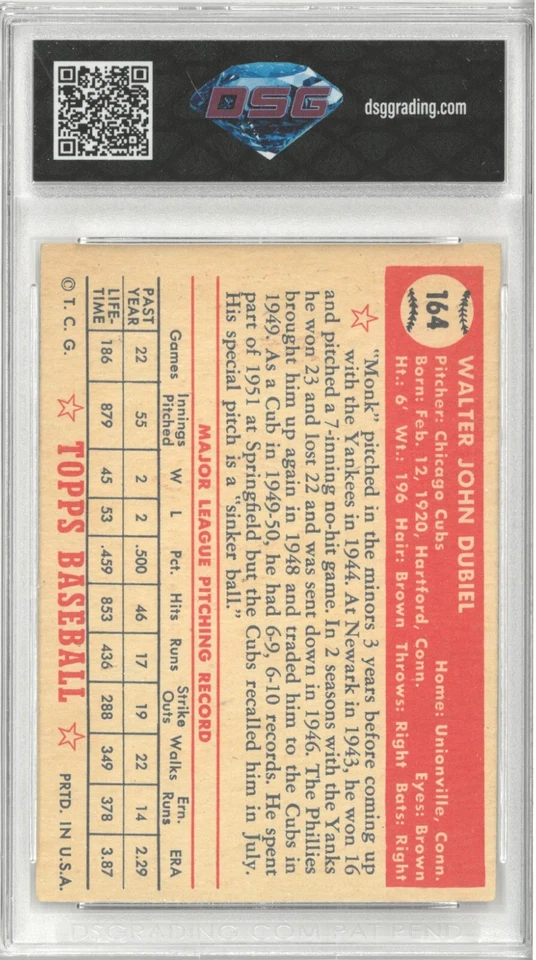 DSG
dsggrading.com
164
WALTER JOHN DUBIEL
Pitcher: Chicago Cubs Home: Unionville, Conn.
Born: Feb. 12, 1920, Hartford, Conn. Eyes: Brown
Ht.: 6' Wt.: 196 Hair: Brown Throws: Right Bats: Right
"Monk" pitched in the minors 3 years before coming up
with the Yankees in 1944. At Newark in 1943, he won 16
and pitched a 7-inning no-hit game. In 2 seasons with the Yanks
he won 23 and lost 22 and was sent down in 1946. The Phillies
brought him up again in 1948 and traded him to the Cubs in
1949. As a Cub in 1949-50, he had 6-9, 6-10 records. He spent
part of 1951 at Springfield but the Cubs recalled him in July.
His special pitch is a "sinker ball."
MAJOR LEAGUE PITCHING RECORD
Games Innings Pitched W L Pct. Hits Runs Strike Outs Walks Ern. Runs ERA
PAST YEAR 22 55 2 2 .500 46 17 19 22 14 2.29
LIFE-TIME 186 879 45 53 .459 853 436 288 349 378 3.87
© T. C. G. TOPPS BASEBALL PRTD. IN U.S.A.
DSGGRADING.COM PAT PEND